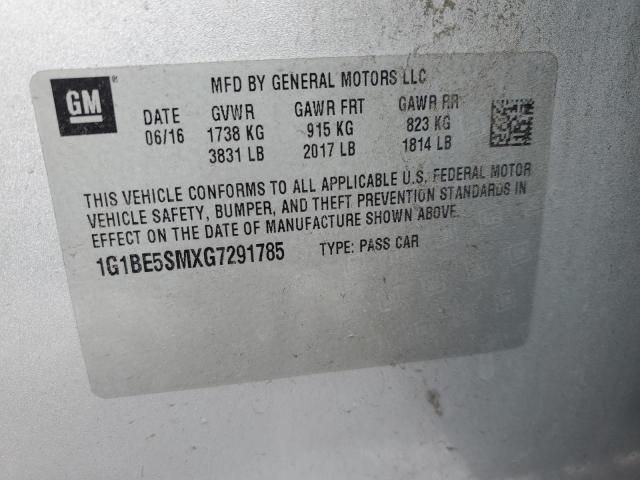 GM
MFD BY GENERAL MOTORS LLC
DATE GVWR GAWR FRT GAWR RR
06/16 1738 KG 915 KG 823 KG
3831 LB 2017 LB 1814 LB
THIS VEHICLE CONFORMS TO ALL APPLICABLE U.S. FEDERAL MOTOR
VEHICLE SAFETY, BUMPER, AND THEFT PREVENTION STANDARDS IN
EFFECT ON THE DATE OF MANUFACTURE SHOWN ABOVE.
1G1BE5SMXG7291785 TYPE: PASS CAR